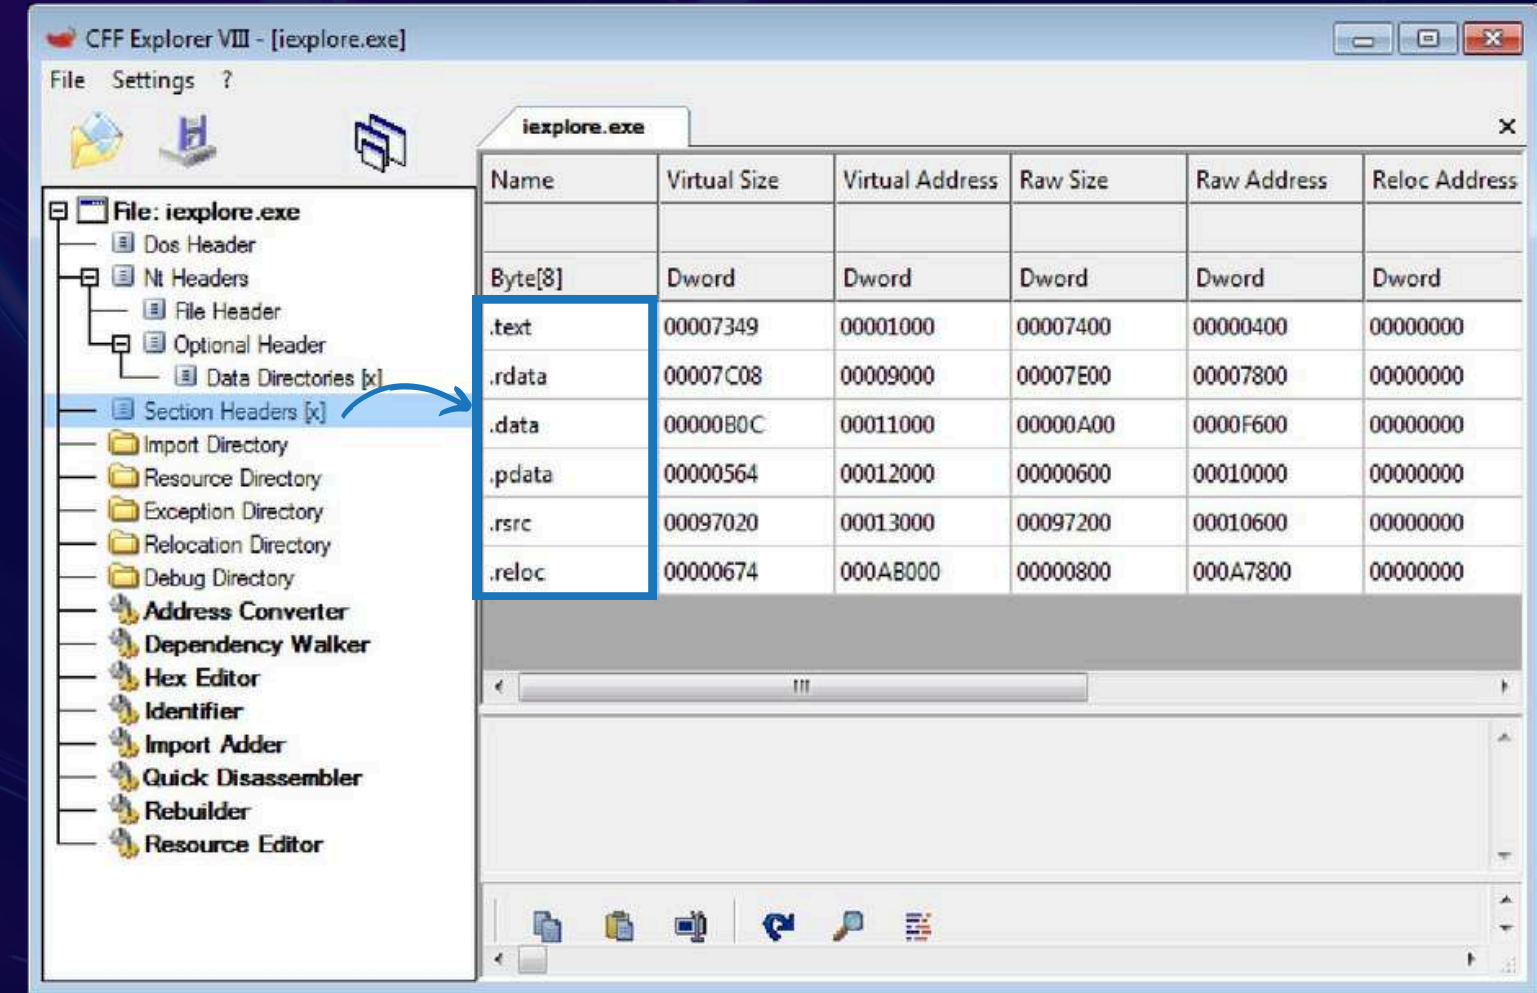 CFF Explorer VIII - [iexplore.exe]
File Settings ?
iexplore.exe
File: iexplore.exe
Dos Header
Nt Headers
File Header
Optional Header
Data Directories [x]
Section Headers [x]
Import Directory
Resource Directory
Exception Directory
Relocation Directory
Debug Directory
Address Converter
Dependency Walker
Hex Editor
Identifier
Import Adder
Quick Disassembler
Rebuilder
Resource Editor
Name Virtual Size Virtual Address Raw Size Raw Address Reloc Address
Byte[8] Dword Dword Dword Dword Dword
.text 00007349 00001000 00007400 00000400 00000000
.rdata 00007C08 00009000 00007E00 00007800 00000000
.data 00000B0C 00011000 00000A00 0000F600 00000000
.pdata 00000564 00012000 00000600 00010000 00000000
.rsrc 00097020 00013000 00097200 00010600 00000000
.reloc 00000674 000AB000 00000800 000A7800 00000000